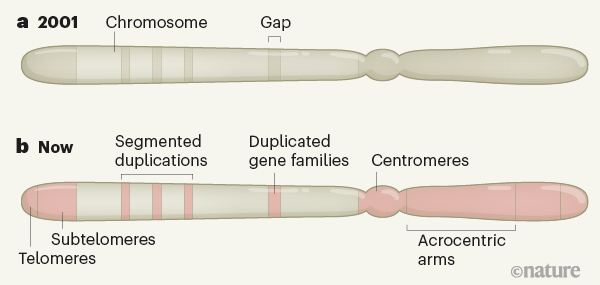 a 2001
Chromosome
Gap
b Now
Segmented
duplications
Duplicated
gene families
Centromeres
Subtelomeres
Telomeres
Acrocentric
arms
©nature